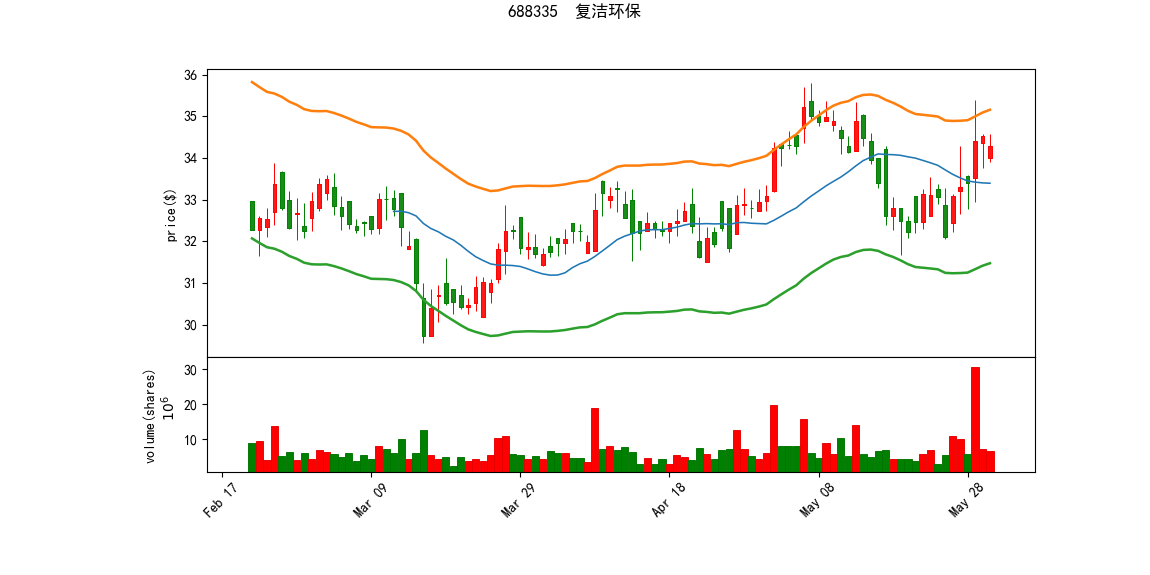 688335 复洁环保
36
35
34
33
32
31
30
price($)
30
20
10
volume(shares)
10^6
Feb 17
Mar 09
Mar 29
Apr 18
May 08
May 28